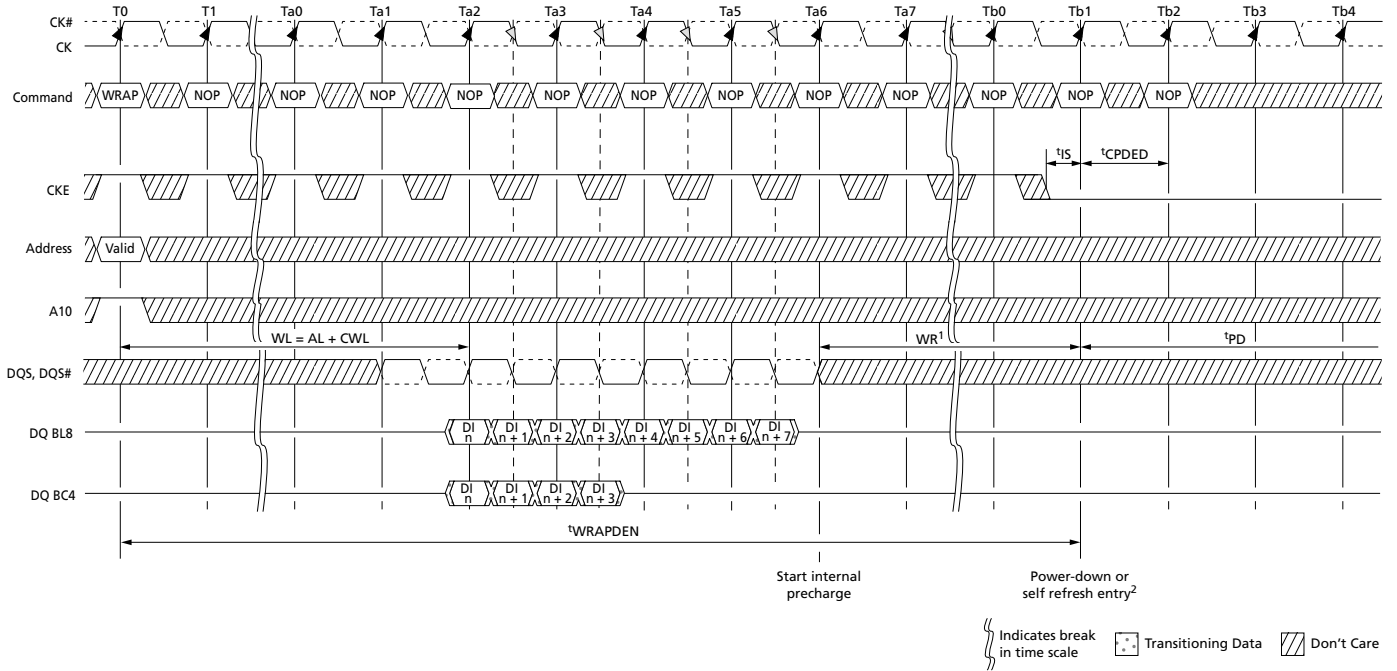 T0 T1 Ta0 Ta1 Ta2 Ta3 Ta4 Ta5 Ta6 Ta7 Tb0 Tb1 Tb2 Tb3 Tb4
CK#
CK
Command WRAP NOP NOP NOP NOP NOP NOP NOP NOP NOP NOP NOP NOP
tIS tCPDED
CKE
Address Valid
A10
WL = AL + CWL WR1 tPD
DQS, DQS#
DQ BL8 DI n DI n + 1 DI n + 2 DI n + 3 DI n + 4 DI n + 5 DI n + 6 DI n + 7
DQ BC4 DI n DI n + 1 DI n + 2 DI n + 3
tWRAPDEN
Start internal
precharge
Power-down or
self refresh entry2
Indicates break
in time scale
Transitioning Data
Don't Care